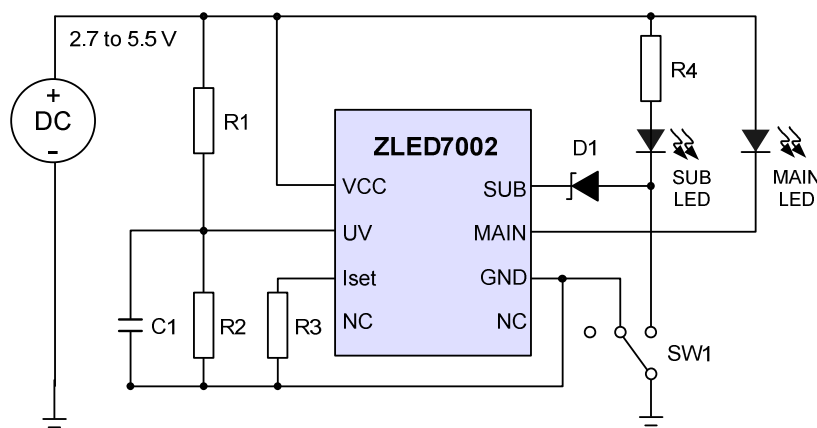 2.7 to 5.5 V
+
DC
-
R1
R4
ZLED7002
D1
VCC
SUB
SUB
LED
MAIN
LED
UV
MAIN
Iset
GND
C1
R2
R3
NC
NC
SW1